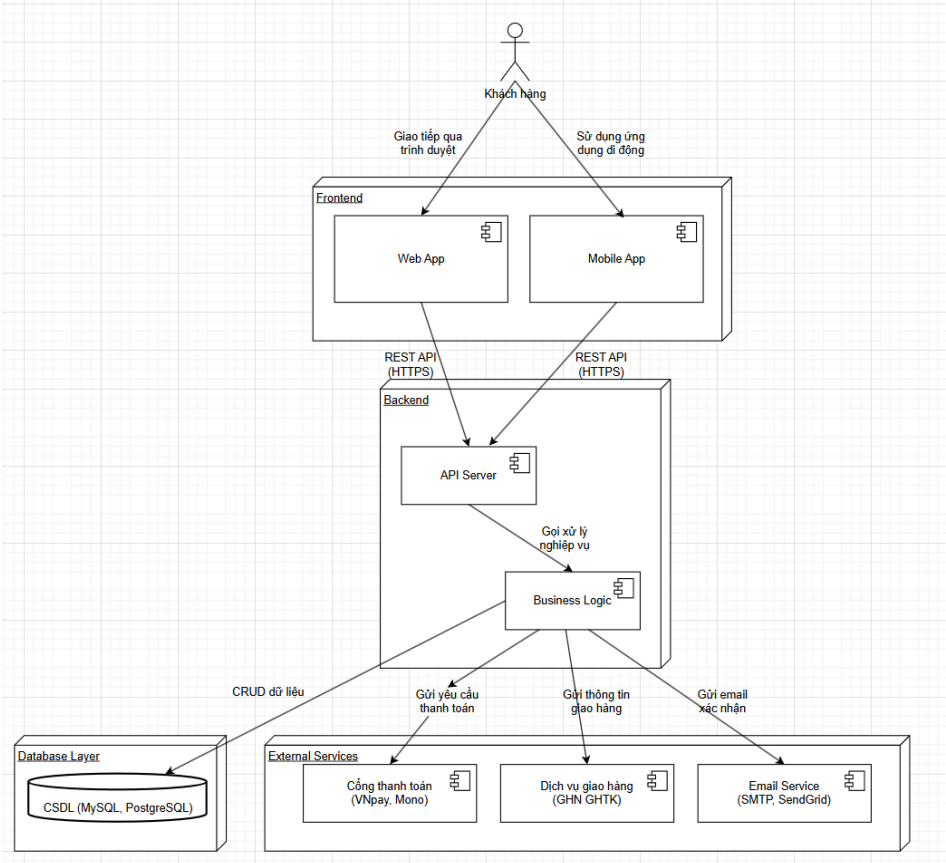 Khách hàng
Giao tiếp qua
trình duyệt
Sử dụng ứng
dụng di động
Frontend
Web App
Mobile App
REST API
(HTTPS)
REST API
(HTTPS)
Backend
API Server
Gọi xử lý
nghiệp vụ
Business Logic
CRUD dữ liệu
Gửi yêu cầu
thanh toán
Gửi thông tin
giao hàng
Gửi email
xác nhận
Database Layer
CSDL (MySQL, PostgreSQL)
External Services
Cổng thanh toán
(VNpay, Mono)
Dịch vụ giao hàng
(GHN GHTK)
Email Service
(SMTP, SendGrid)